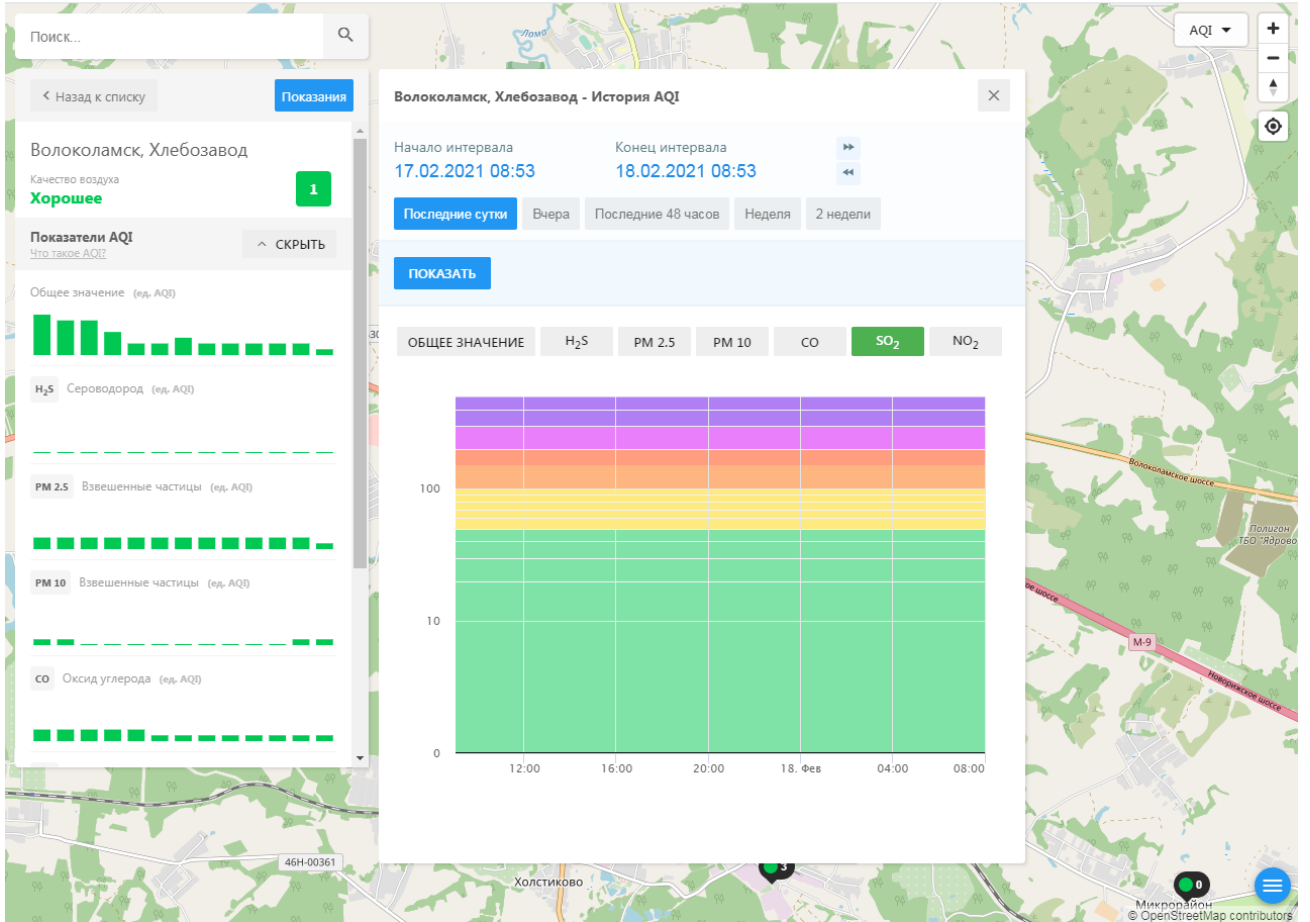 Поиск...
AQI
Назад к списку
Показания
Волоколамск, Хлебозавод
Качество воздуха
Хорошее
1
Показатели AQI
Что такое AQI?
СКРЫТЬ
Общее значение (ед. AQI)
H₂S Сероводород (ед. AQI)
PM 2.5 Взвешенные частицы (ед. AQI)
PM 10 Взвешенные частицы (ед. AQI)
CO Оксид углерода (ед. AQI)
Волоколамск, Хлебозавод - История AQI
Начало интервала
17.02.2021 08:53
Конец интервала
18.02.2021 08:53
Последние сутки
Вчера
Последние 48 часов
Неделя
2 недели
ПОКАЗАТЬ
ОБЩЕЕ ЗНАЧЕНИЕ
H₂S
PM 2.5
PM 10
CO
SO₂
NO₂
100
10
0
12:00
16:00
20:00
18. Фев
04:00
08:00
Лама
Волоколамское шоссе
Полигон
ТБО "Ядрово
ое шоссе
М-9
Новорижское шоссе
46Н-00361
Холстиково
3
0
Микрорайон
© OpenStreetMap contributors